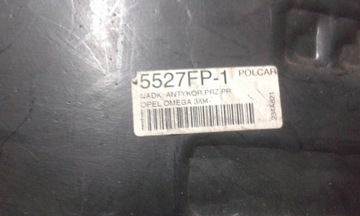 5527FP-1 POLCAR
NADK. ANTYKOR.PRZ.PR
OPEL OMEGA